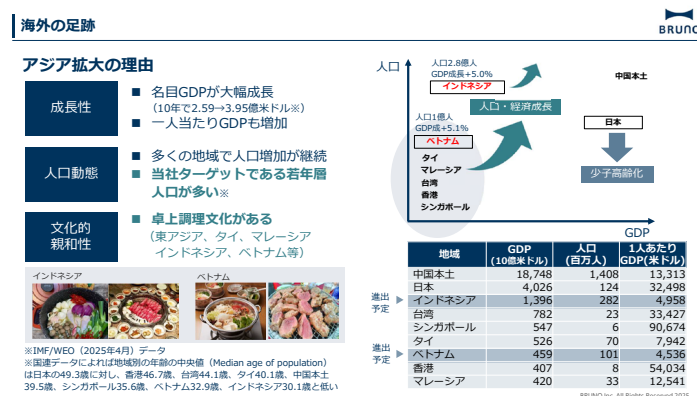 海外の足跡
BRUNO
アジア拡大の理由
成長性
■ 名目GDPが大幅成長
（10年で2.59→3.95億米ドル※）
■ 一人当たりGDPも増加
人口動態
■ 多くの地域で人口増加が継続
■ 当社ターゲットである若年層
人口が多い※
文化的
親和性
■ 卓上調理文化がある
（東アジア、タイ、マレーシア
インドネシア、ベトナム等）
インドネシア
ベトナム
※IMF/WEO（2025年4月）データ
※国連データによれば地域別の年齢の中央値（Median age of population）
は日本の49.3歳に対し、香港46.7歳、台湾44.1歳、タイ40.1歳、中国本土
39.5歳、シンガポール35.6歳、ベトナム32.9歳、インドネシア30.1歳と低い
人口
人口2.8億人
GDP成長+5.0%
インドネシア
中国本土
人口・経済成長
人口1億人
GDP成+5.1%
ベトナム
日本
タイ
マレーシア
台湾
香港
シンガポール
少子高齢化
GDP
地域 GDP (10億米ドル) 人口 (百万人) 1人あたり GDP(米ドル)
中国本土 18,748 1,408 13,313
日本 4,026 124 32,498
進出予定 インドネシア 1,396 282 4,958
台湾 782 23 33,427
シンガポール 547 6 90,674
タイ 526 70 7,942
進出予定 ベトナム 459 101 4,536
香港 407 8 54,034
マレーシア 420 33 12,541
BRUNO Inc. All Rights Reserved 2025